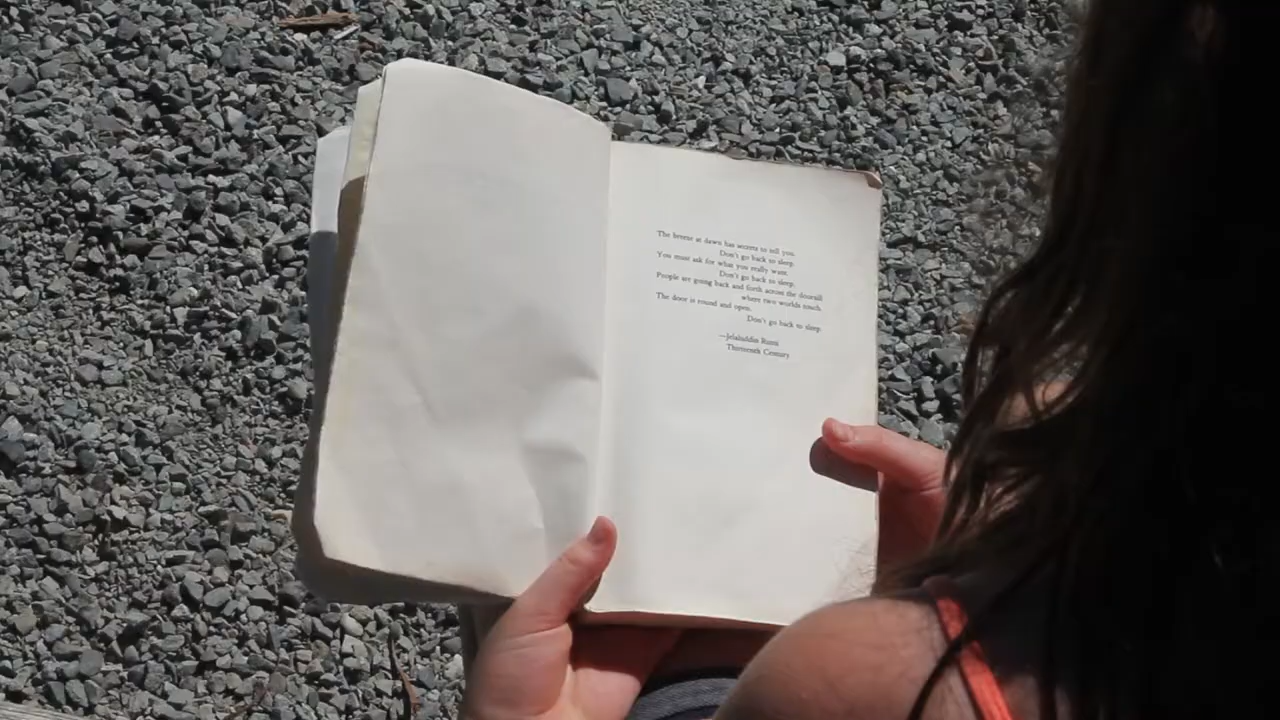 The breeze at dawn has secrets to tell you.
Don't go back to sleep.
You must ask for what you really want.
Don't go back to sleep.
People are going back and forth across the doorsill
where two worlds touch.
The door is round and open.
Don't go back to sleep.
—Jelaluddin Rumi
Thirteenth Century